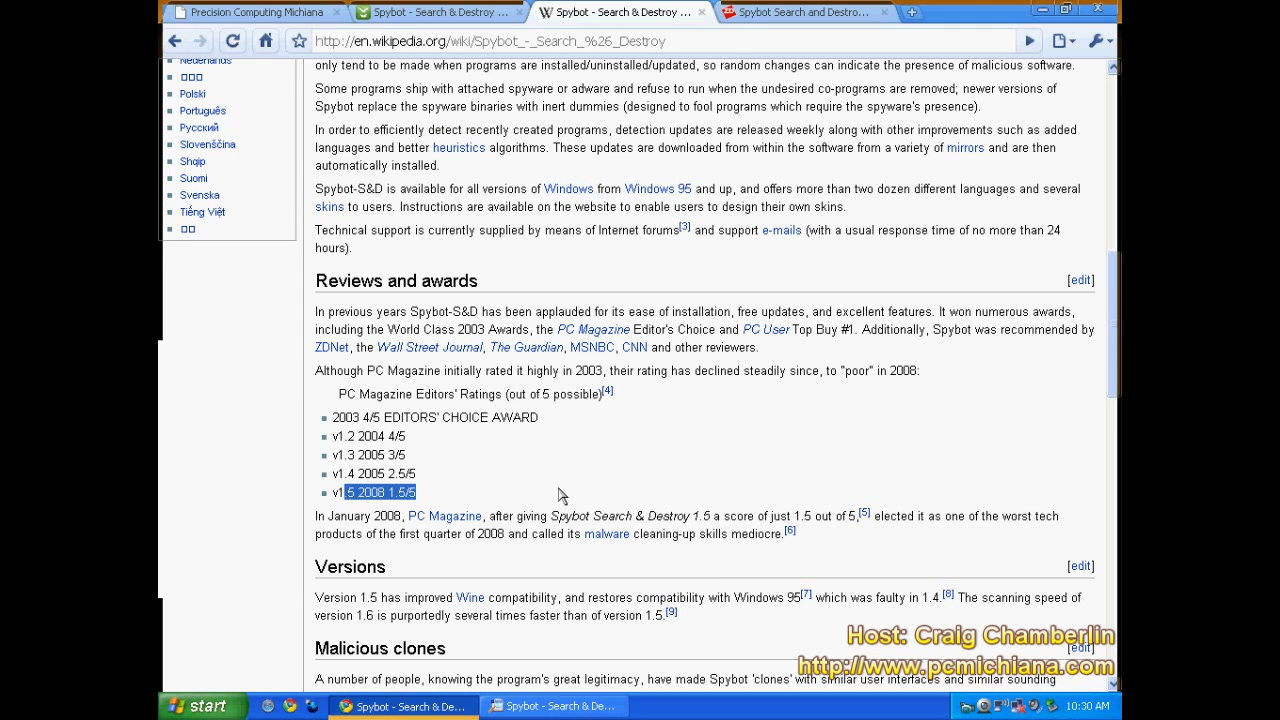 Precision Computing Michiana
Spybot - Search & Destroy ...
Spybot - Search & Destroy ...
Spybot Search and Destro...
http://en.wikipedia.org/wiki/Spybot_-_Search_%26_Destroy
Nederlands
Polski
Português
Русский
Slovenščina
Shqip
Suomi
Svenska
Tiếng Việt
only tend to be made when programs are installed/uninstalled/updated, so random changes can indicate the presence of malicious software.
Some programs ship with attached spyware or adware and refuse to run when the undesired co-programs are removed; newer versions of
Spybot replace the spyware binaries with inert dummies (designed to fool programs which require the spyware's presence).
In order to efficiently detect recently created programs, detection updates are released weekly along with other improvements such as added
languages and better heuristics algorithms. These updates are downloaded from within the software from a variety of mirrors and are then
automatically installed.
Spybot-S&D is available for all versions of Windows from Windows 95 and up, and offers more than two dozen different languages and several
skins to users. Instructions are available on the website to enable users to design their own skins.
Technical support is currently supplied by means of Internet forums[3] and support e-mails (with a usual response time of no more than 24
hours).
Reviews and awards [edit]
In previous years Spybot-S&D has been applauded for its ease of installation, free updates, and excellent features. It won numerous awards,
including the World Class 2003 Awards, the PC Magazine Editor's Choice and PC User Top Buy #1. Additionally, Spybot was recommended by
ZDNet, the Wall Street Journal, The Guardian, MSNBC, CNN and other reviewers.
Although PC Magazine initially rated it highly in 2003, their rating has declined steadily since, to "poor" in 2008:
PC Magazine Editors' Ratings (out of 5 possible)[4]
2003 4/5 EDITORS' CHOICE AWARD
v1.2 2004 4/5
v1.3 2005 3/5
v1.4 2005 2.5/5
v1.5 2008 1.5/5
In January 2008, PC Magazine, after giving Spybot Search & Destroy 1.5 a score of just 1.5 out of 5,[5] elected it as one of the worst tech
products of the first quarter of 2008 and called its malware cleaning-up skills mediocre.[6]
Versions [edit]
Version 1.5 has improved Wine compatibility, and restores compatibility with Windows 95[7] which was faulty in 1.4.[8] The scanning speed of
version 1.6 is purportedly several times faster than of version 1.5.[9]
Malicious clones [edit]
A number of people, knowing the program's great legitimacy, have made Spybot 'clones' with similar user interfaces and similar sounding
Host: Craig Chamberlin
http://www.pcmichiana.com
start
Spybot - Search & De...
Spybot - Search & De...
10:30 AM